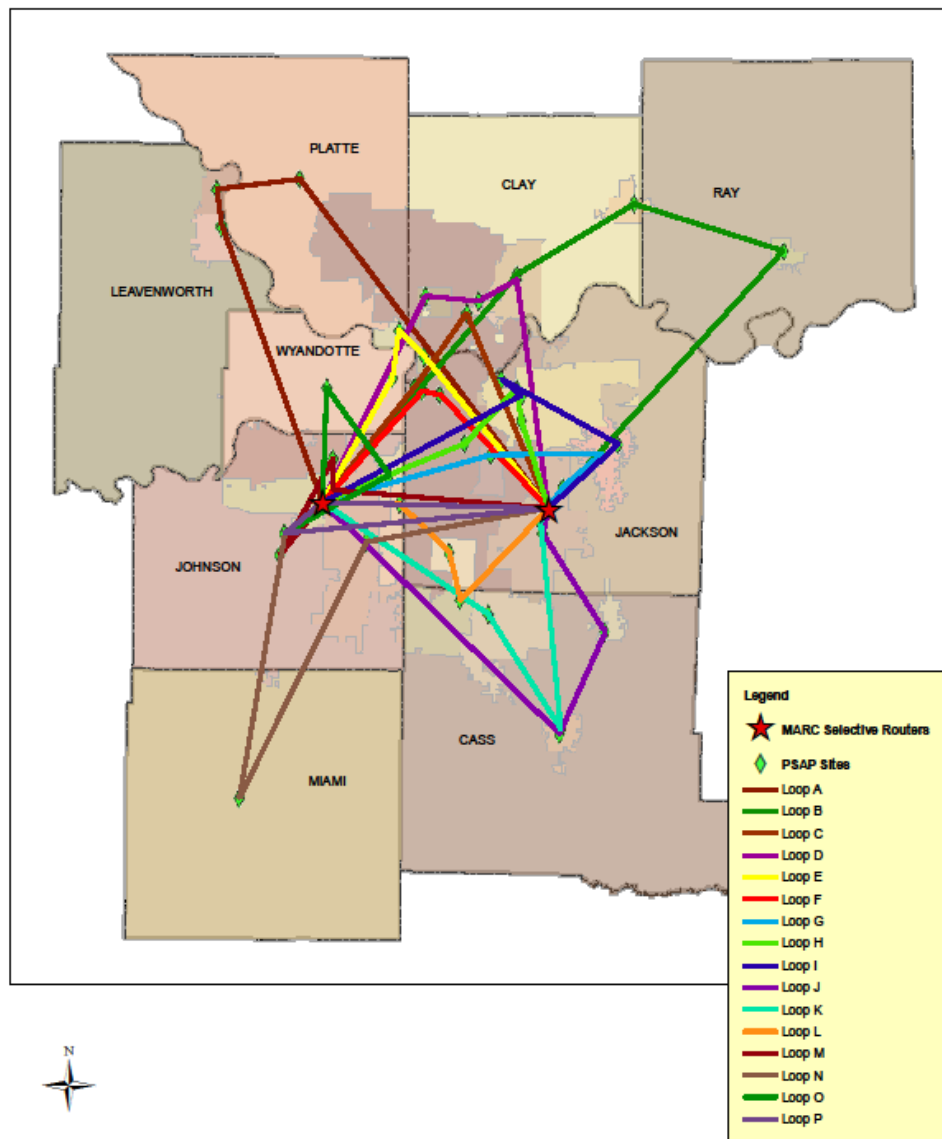 PLATTE
CLAY
RAY
LEAVENWORTH
WYANDOTTE
JACKSON
JOHNSON
CASS
MIAMI
Legend
MARC Selective Routers
PSAP Sites
Loop A
Loop B
Loop C
Loop D
Loop E
Loop F
Loop G
Loop H
Loop I
Loop J
Loop K
Loop L
Loop M
Loop N
Loop O
Loop P
N